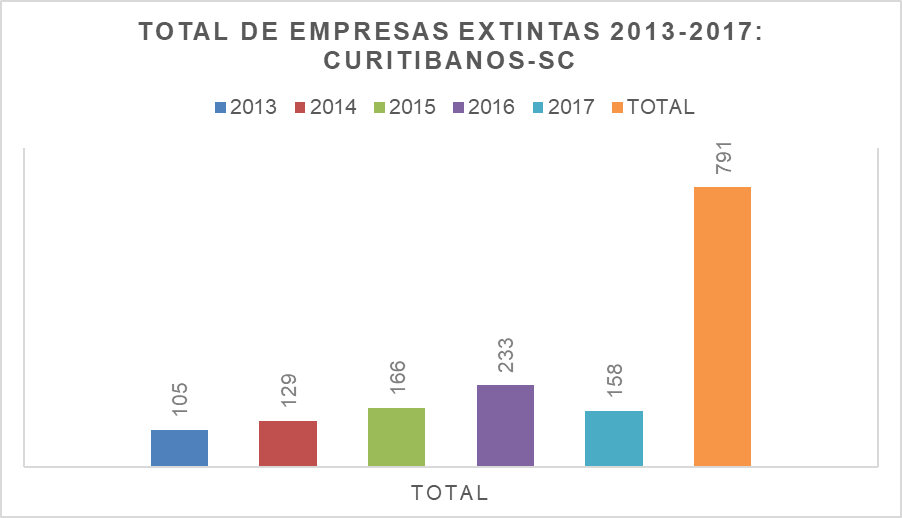 TOTAL DE EMPRESAS EXTINTAS 2013-2017:
CURITIBANOS-SC
2013 2014 2015 2016 2017 TOTAL
105 129 166 233 158 791
TOTAL